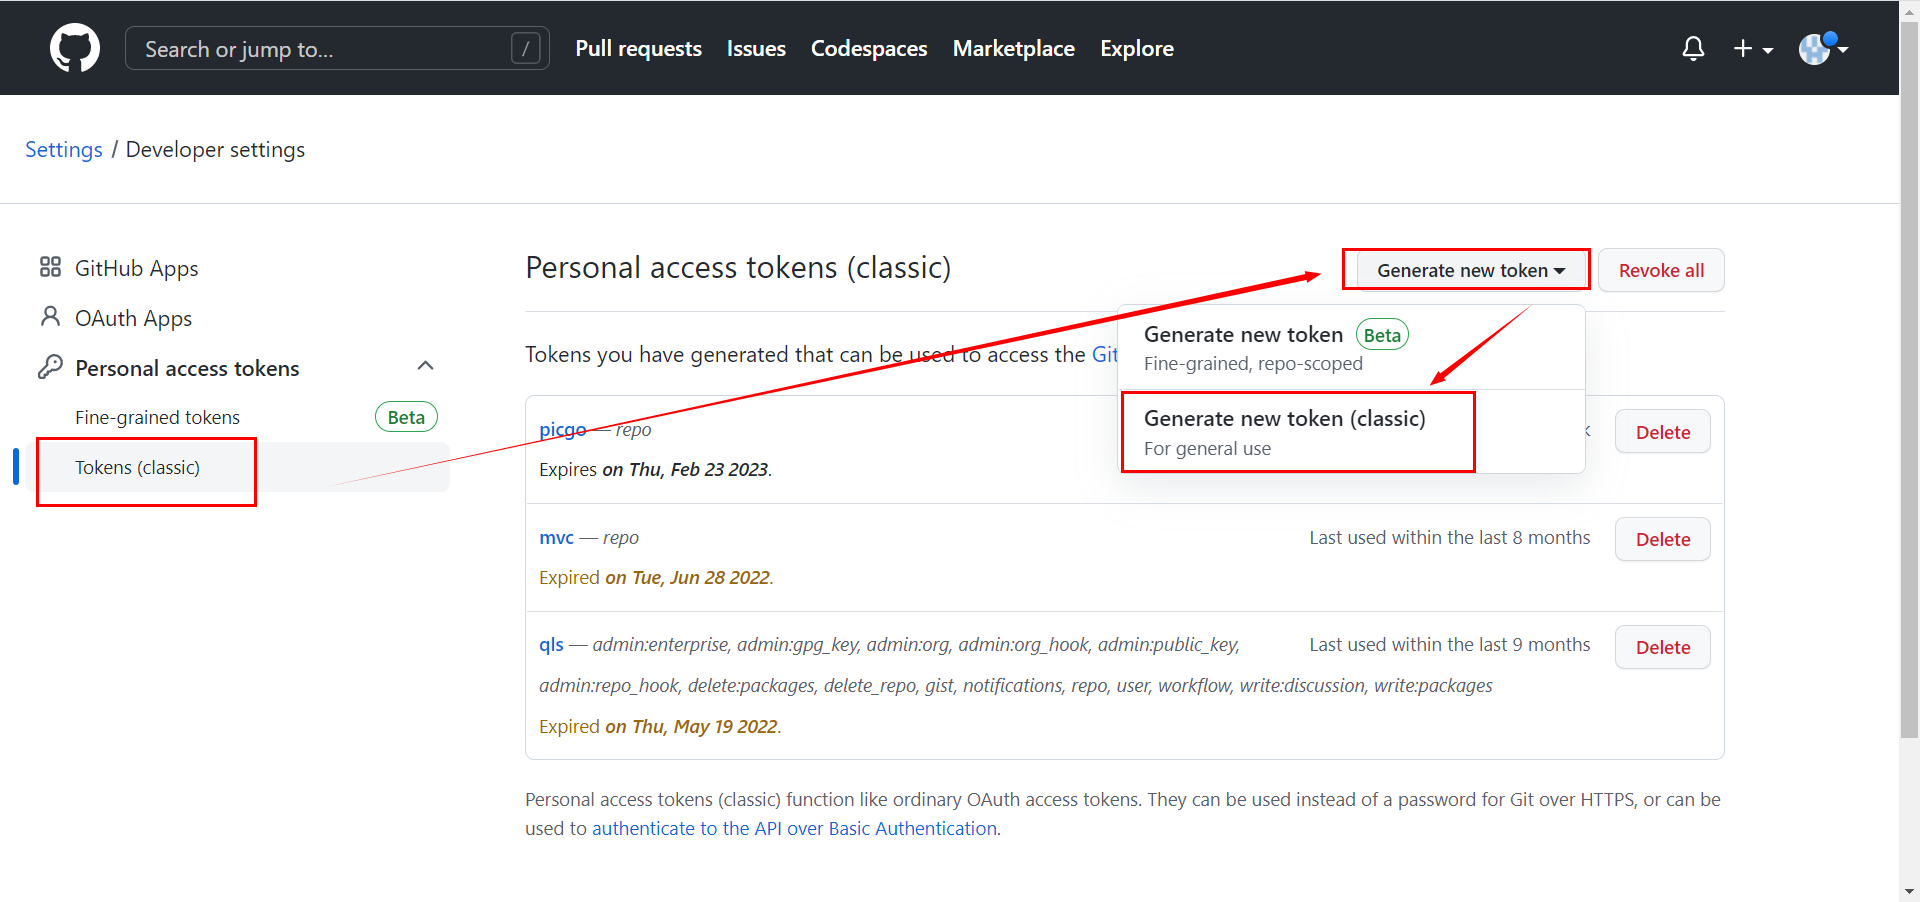 Search or jump to...
/
Pull requests
Issues
Codespaces
Marketplace
Explore
Settings / Developer settings
GitHub Apps
OAuth Apps
Personal access tokens
Fine-grained tokens Beta
Tokens (classic)
Personal access tokens (classic)
Generate new token
Revoke all
Generate new token Beta
Fine-grained, repo-scoped
Generate new token (classic)
For general use
Tokens you have generated that can be used to access the Git
picgo — repo
Delete
Expires on Thu, Feb 23 2023.
mvc — repo
Last used within the last 8 months
Delete
Expired on Tue, Jun 28 2022.
qls — admin:enterprise, admin:gpg_key, admin:org, admin:org_hook, admin:public_key,
Last used within the last 9 months
Delete
admin:repo_hook, delete:packages, delete_repo, gist, notifications, repo, user, workflow, write:discussion, write:packages
Expired on Thu, May 19 2022.
Personal access tokens (classic) function like ordinary OAuth access tokens. They can be used instead of a password for Git over HTTPS, or can be
used to authenticate to the API over Basic Authentication.